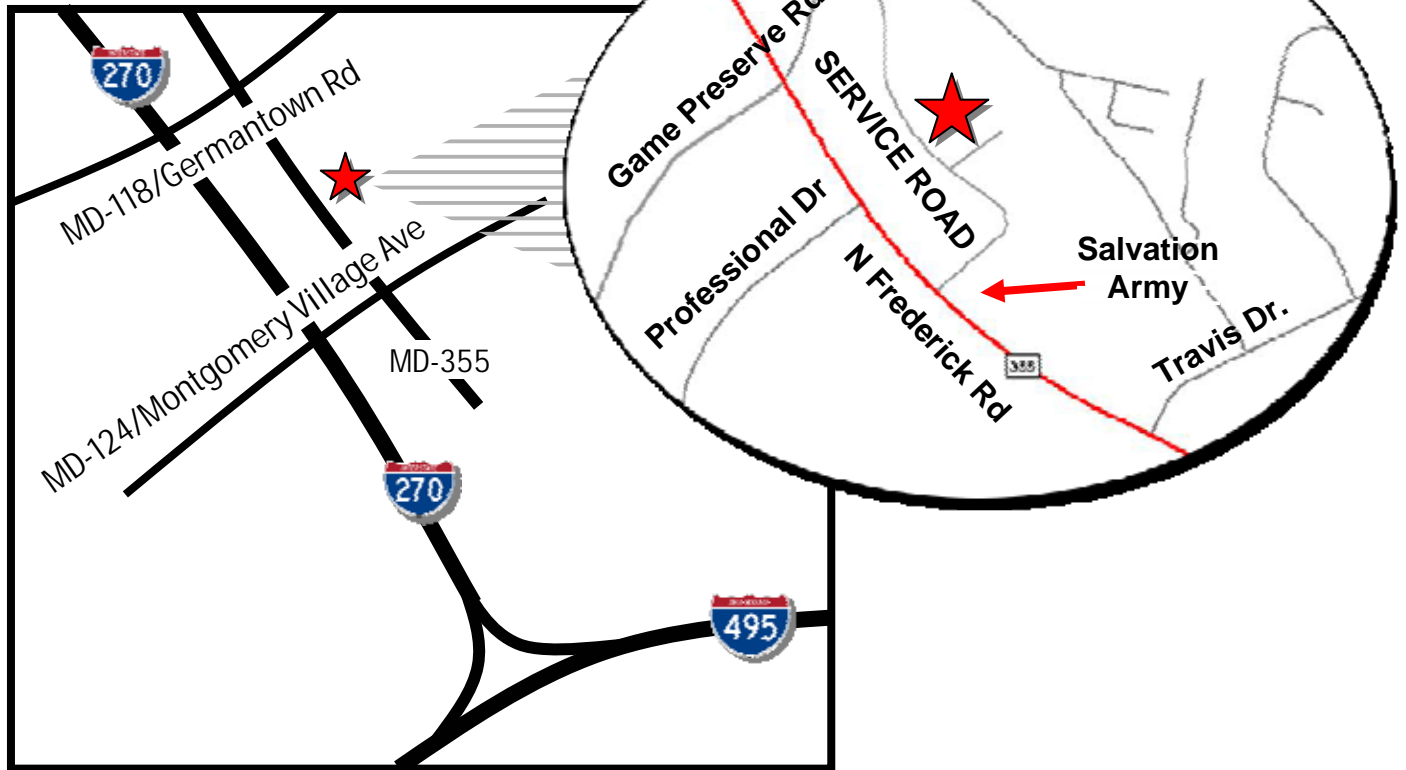 270
MD-118/Germantown Rd
MD-124/Montgomery Village Ave
MD-355
270
495
Game Preserve Rd
SERVICE ROAD
Professional Dr
N Frederick Rd
Salvation
Army
355
Travis Dr.